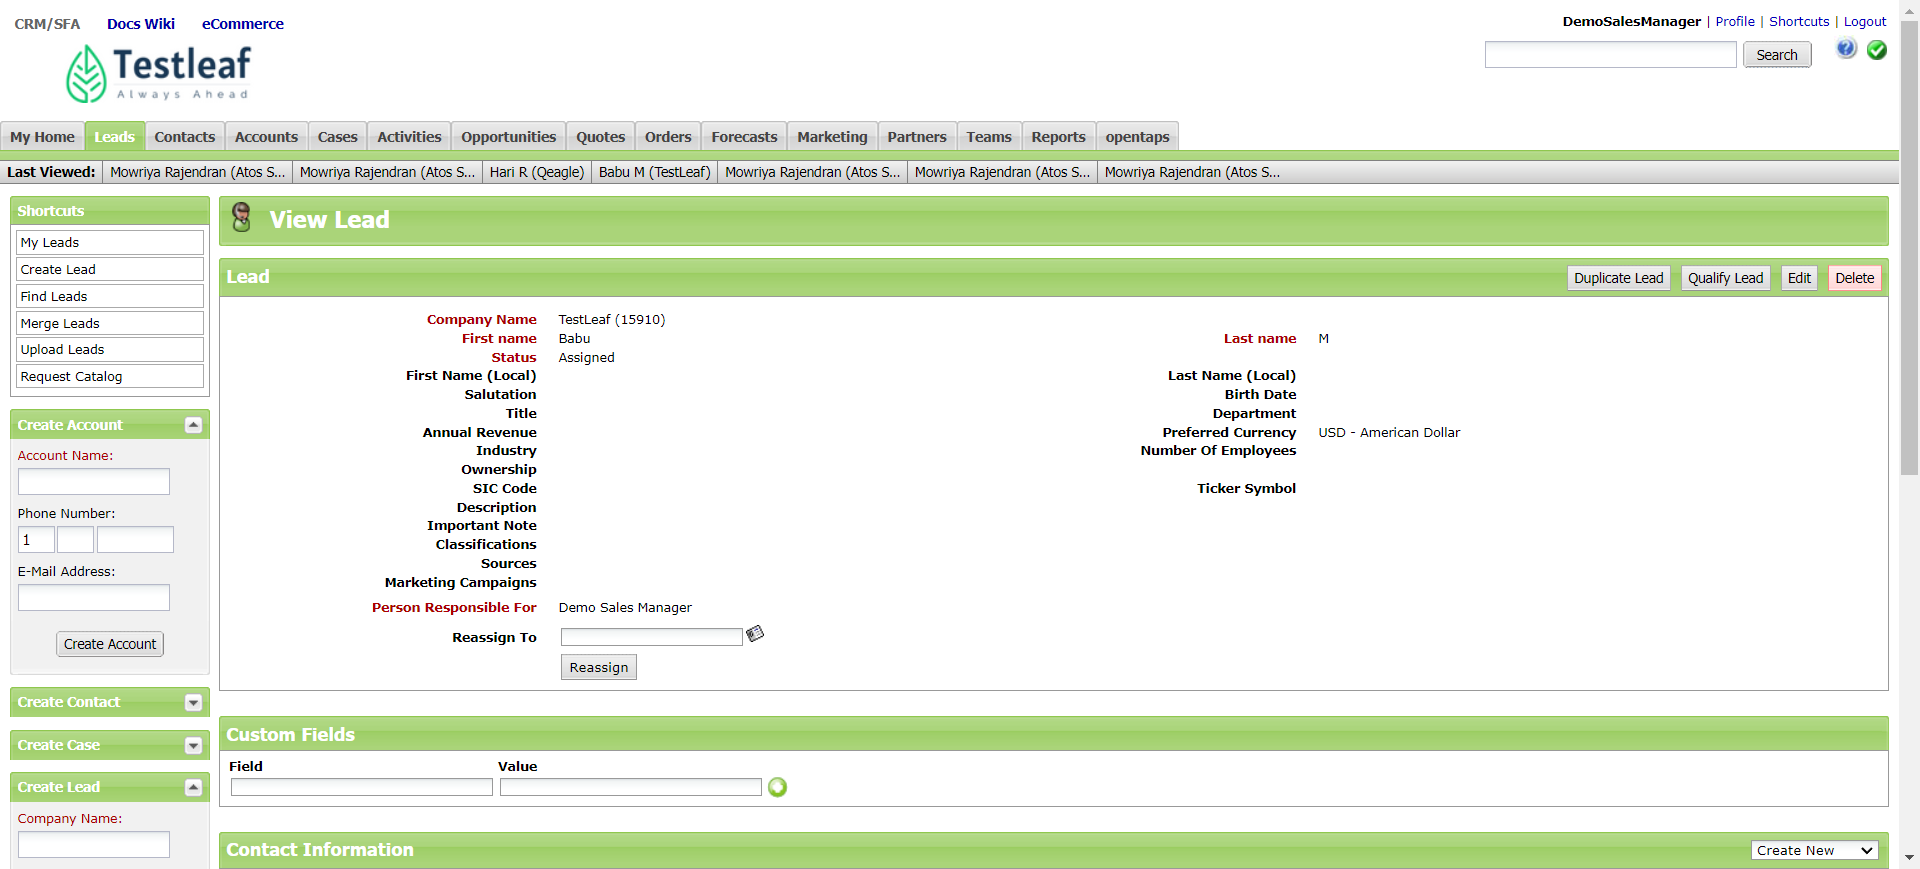 CRM/SFA Docs Wiki eCommerce
DemoSalesManager | Profile | Shortcuts | Logout
Testleaf
Always Ahead
Search
My Home Leads Contacts Accounts Cases Activities Opportunities Quotes Orders Forecasts Marketing Partners Teams Reports opentaps
Last Viewed: Mowriya Rajendran (Atos S... Mowriya Rajendran (Atos S... Hari R (Qeagle) Babu M (TestLeaf) Mowriya Rajendran (Atos S... Mowriya Rajendran (Atos S... Mowriya Rajendran (Atos S...
Shortcuts
My Leads
Create Lead
Find Leads
Merge Leads
Upload Leads
Request Catalog
Create Account
Account Name:
Phone Number:
1
E-Mail Address:
Create Account
Create Contact
Create Case
Create Lead
Company Name:
View Lead
Lead
Duplicate Lead Qualify Lead Edit Delete
Company Name TestLeaf (15910)
First name Babu Last name M
Status Assigned
First Name (Local) Last Name (Local)
Salutation Birth Date
Title Department
Annual Revenue Preferred Currency USD - American Dollar
Industry Number Of Employees
Ownership
SIC Code Ticker Symbol
Description
Important Note
Classifications
Sources
Marketing Campaigns
Person Responsible For Demo Sales Manager
Reassign To
Reassign
Custom Fields
Field Value
Contact Information
Create New